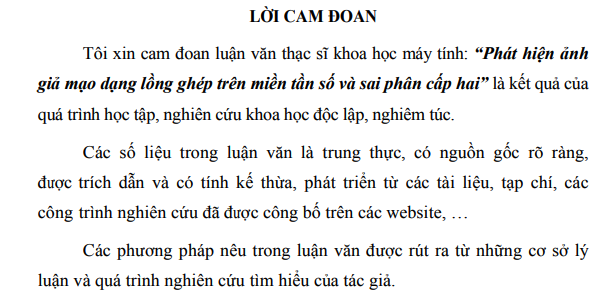 LỜI CAM ĐOAN
Tôi xin cam đoan luận văn thạc sĩ khoa học máy tính: “Phát hiện ảnh
giả mạo dạng lồng ghép trên miền tần số và sai phân cấp hai” là kết quả của
quá trình học tập, nghiên cứu khoa học độc lập, nghiêm túc.
Các số liệu trong luận văn là trung thực, có nguồn gốc rõ ràng,
được trích dẫn và có tính kế thừa, phát triển từ các tài liệu, tạp chí, các
công trình nghiên cứu đã được công bố trên các website, …
Các phương pháp nêu trong luận văn được rút ra từ những cơ sở lý
luận và quá trình nghiên cứu tìm hiểu của tác giả.